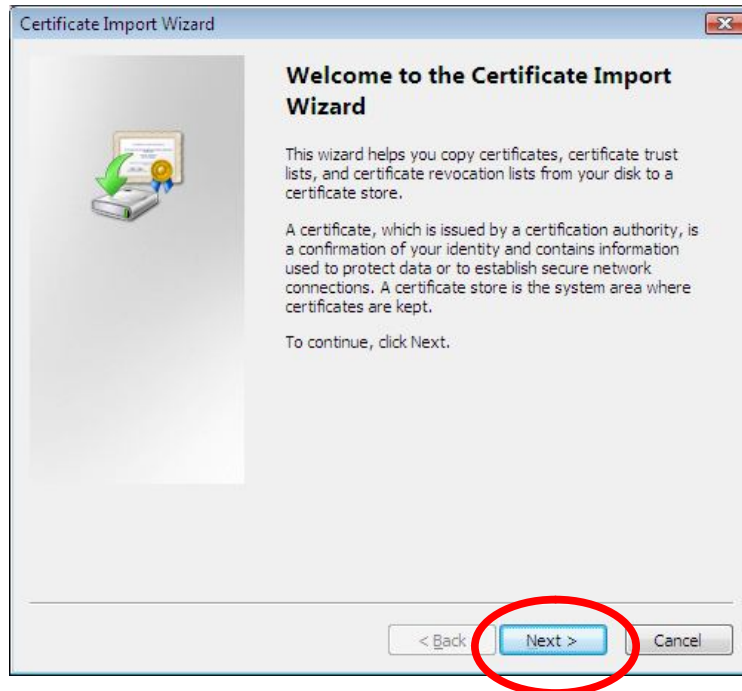 Certificate Import Wizard
Welcome to the Certificate Import
Wizard
This wizard helps you copy certificates, certificate trust
lists, and certificate revocation lists from your disk to a
certificate store.
A certificate, which is issued by a certification authority, is
a confirmation of your identity and contains information
used to protect data or to establish secure network
connections. A certificate store is the system area where
certificates are kept.
To continue, click Next.
< Back Next > Cancel